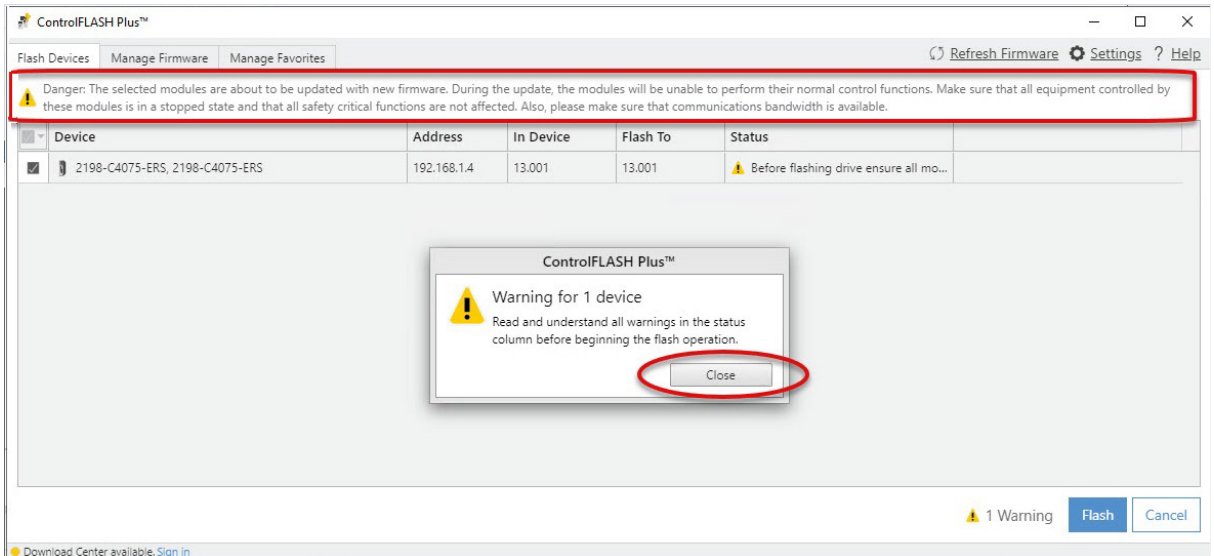 ControlFLASH Plus™
Flash Devices Manage Firmware Manage Favorites Refresh Firmware Settings ? Help
Danger: The selected modules are about to be updated with new firmware. During the update, the modules will be unable to perform their normal control functions. Make sure that all equipment controlled by
these modules is in a stopped state and that all safety critical functions are not affected. Also, please make sure that communications bandwidth is available.
Device Address In Device Flash To Status
2198-C4075-ERS, 2198-C4075-ERS 192.168.1.4 13.001 13.001 Before flashing drive ensure all mo...
ControlFLASH Plus™
Warning for 1 device
Read and understand all warnings in the status
column before beginning the flash operation.
Close
1 Warning Flash Cancel
Download Center available. Sign in